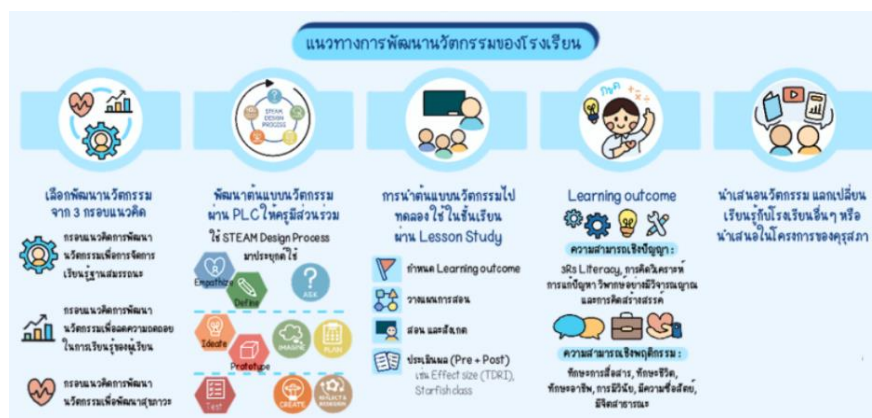 แนวทางการพัฒนานวัตกรรมของโรงเรียน
STEAM
DESIGN
PROCESS
เลือกพัฒนานวัตกรรม
จาก 3 กรอบแนวคิด
กรอบแนวคิดการพัฒนา
นวัตกรรมเพื่อการจัดการ
เรียนรู้ฐานสมรรถนะ
กรอบแนวคิดการพัฒนา
นวัตกรรมเพื่อลดความถดถอย
ในการเรียนรู้ของผู้เรียน
กรอบแนวคิดการพัฒนา
นวัตกรรมเพื่อพัฒนาสุขภาวะ
พัฒนาต้นแบบนวัตกรรม
ผ่าน PLC ให้ครูมีส่วนร่วม
ใช้ STEAM Design Process
มาประยุกต์ใช้
Empathize
Define
ASK
Ideate
Prototype
IMAGINE
PLAN
Test
CREATE
REFLECT &
REDESIGN
การนำต้นแบบนวัตกรรมไป
ทดลองใช้ในชั้นเรียน
ผ่าน Lesson Study
กำหนด Learning outcome
วางแผนการสอน
สอน และสังเกต
ประเมินผล (Pre + Post)
เช่น Effect size (TDRI),
Starfish class
Learning outcome
ความสามารถเชิงปัญญา :
3Rs Literacy, การคิดวิเคราะห์
การแก้ปัญหา วิพากษ์อย่างมีวิจารณญาณ
และการคิดสร้างสรรค์
ความสามารถเชิงพฤติกรรม :
ทักษะการสื่อสาร, ทักษะชีวิต,
ทักษะอาชีพ, การมีวินัย, มีความซื่อสัตย์,
มีจิตสาธารณะ
นำเสนอนวัตกรรม แลกเปลี่ยน
เรียนรู้กับโรงเรียนอื่นๆ หรือ
นำเสนอในโครงการของคุรุสภา